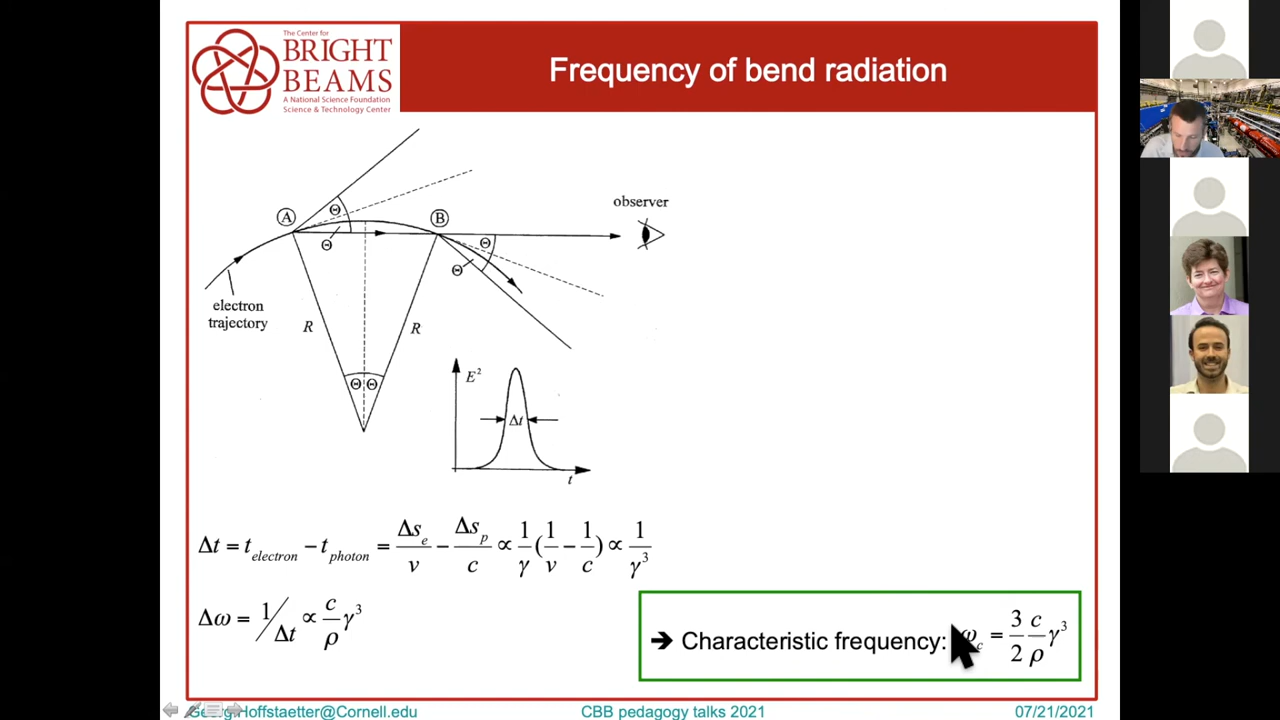 The Center for
BRIGHT
BEAMS
A National Science Foundation
Science & Technology Center
Frequency of bend radiation
observer
A
B
Θ
Θ
Θ
Θ
electron
trajectory
R
R
Θ Θ
E²
Δt
t
Δt = t_electron − t_photon = Δs_e/v − Δs_p/c ∝ 1/γ (1/v − 1/c) ∝ 1/γ³
Δω = 1/Δt ∝ c/ρ γ³
➔ Characteristic frequency: ω_c = 3/2 c/ρ γ³
Georg.Hoffstaetter@Cornell.edu
CBB pedagogy talks 2021
07/21/2021